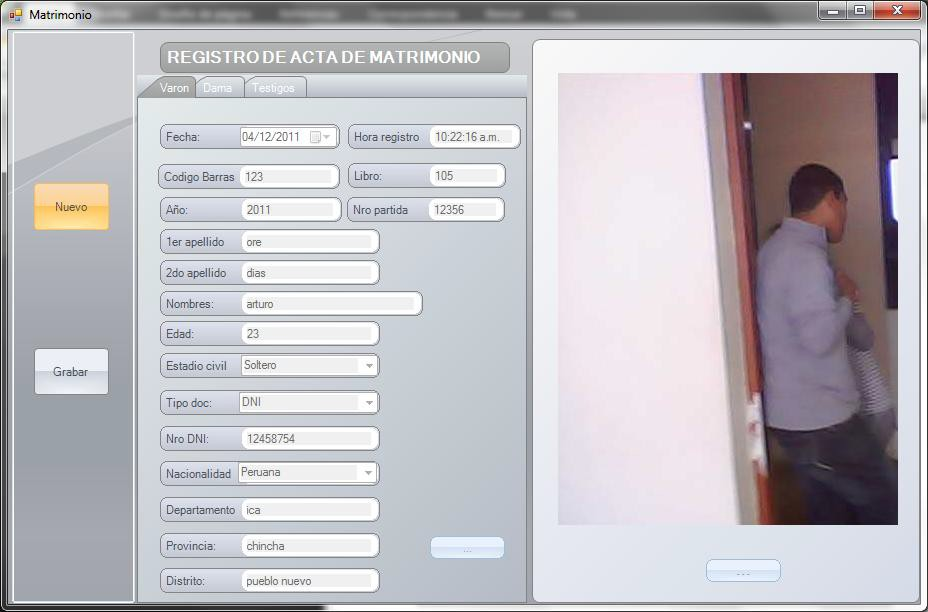 Matrimonio
REGISTRO DE ACTA DE MATRIMONIO
Varon Dama Testigos
Fecha: 04/12/2011 Hora registro 10:22:16 a.m.
Codigo Barras 123 Libro: 105
Año: 2011 Nro partida 12356
1er apellido ore
2do apellido dias
Nombres: arturo
Edad: 23
Estadio civil Soltero
Tipo doc: DNI
Nro DNI: 12458754
Nacionalidad Peruana
Departamento ica
Provincia: chincha
...
Distrito: pueblo nuevo
Nuevo
Grabar
...